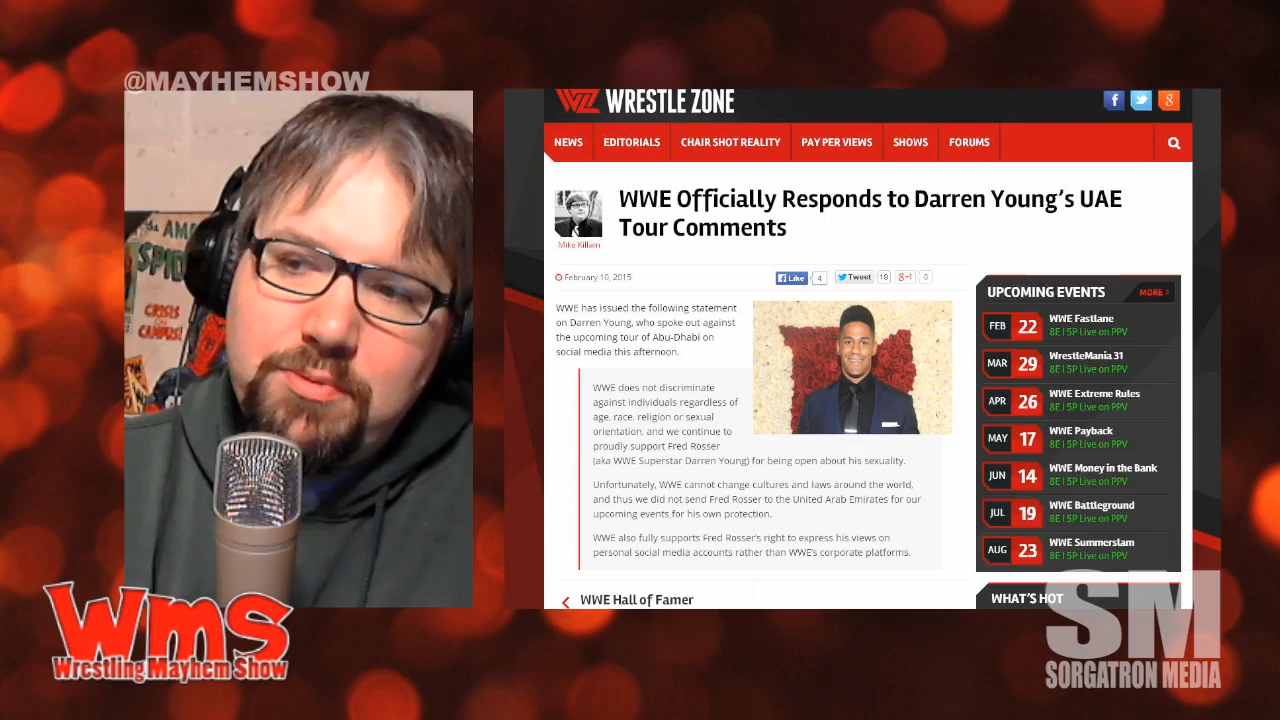 @MAYHEMSHOW
the AM
SPID
CRISIS
ON
CAMPUS!
WMS
Wrestling Mayhem Show
WZ WRESTLE ZONE
f
g
NEWS EDITORIALS CHAIR SHOT REALITY PAY PER VIEWS SHOWS FORUMS
WWE Officially Responds to Darren Young's UAE
Tour Comments
Mike Killam
February 10, 2015
Like 4 Tweet 19 g+1 0
WWE has issued the following statement
on Darren Young, who spoke out against
the upcoming tour of Abu-Dhabi on
social media this afternoon.
WWE does not discriminate
against individuals regardless of
age, race, religion or sexual
orientation, and we continue to
proudly support Fred Rosser
(aka WWE Superstar Darren Young) for being open about his sexuality.
Unfortunately, WWE cannot change cultures and laws around the world,
and thus we did not send Fred Rosser to the United Arab Emirates for our
upcoming events for his own protection.
WWE also fully supports Fred Rosser's right to express his views on
personal social media accounts rather than WWE's corporate platforms.
WWE Hall of Famer
UPCOMING EVENTS MORE >
FEB 22 WWE Fastlane
8E | 5P Live on PPV
MAR 29 WrestleMania 31
8E | 5P Live on PPV
APR 26 WWE Extreme Rules
8E | 5P Live on PPV
MAY 17 WWE Payback
8E | 5P Live on PPV
JUN 14 WWE Money in the Bank
8E | 5P Live on PPV
JUL 19 WWE Battleground
8E | 5P Live on PPV
AUG 23 WWE Summerslam
8E | 5P Live on PPV
WHAT'S HOT
SM
SORGATRON MEDIA